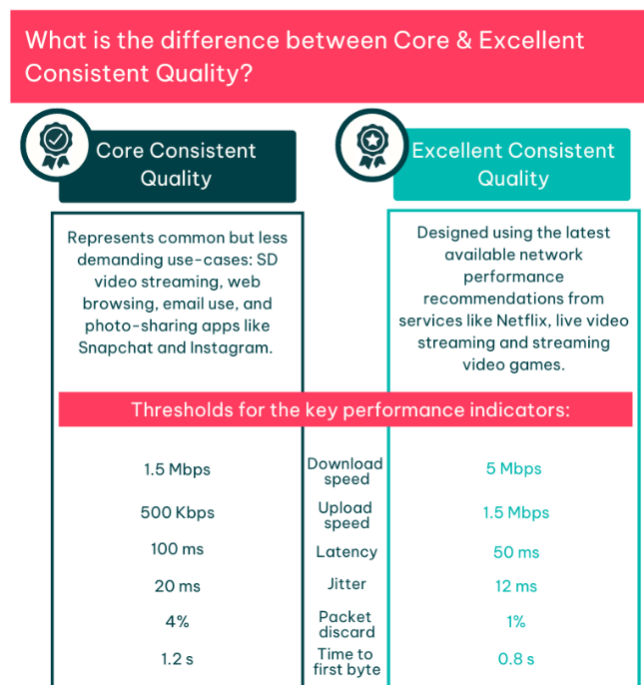 What is the difference between Core & Excellent
Consistent Quality?
Core Consistent
Quality
Excellent Consistent
Quality
Represents common but less
demanding use-cases: SD
video streaming, web
browsing, email use, and
photo-sharing apps like
Snapchat and Instagram.
Designed using the latest
available network
performance
recommendations from
services like Netflix, live video
streaming and streaming
video games.
Thresholds for the key performance indicators:
1.5 Mbps
Download
speed
5 Mbps
500 Kbps
Upload
speed
1.5 Mbps
100 ms
Latency
50 ms
20 ms
Jitter
12 ms
4%
Packet
discard
1%
1.2 s
Time to
first byte
0.8 s